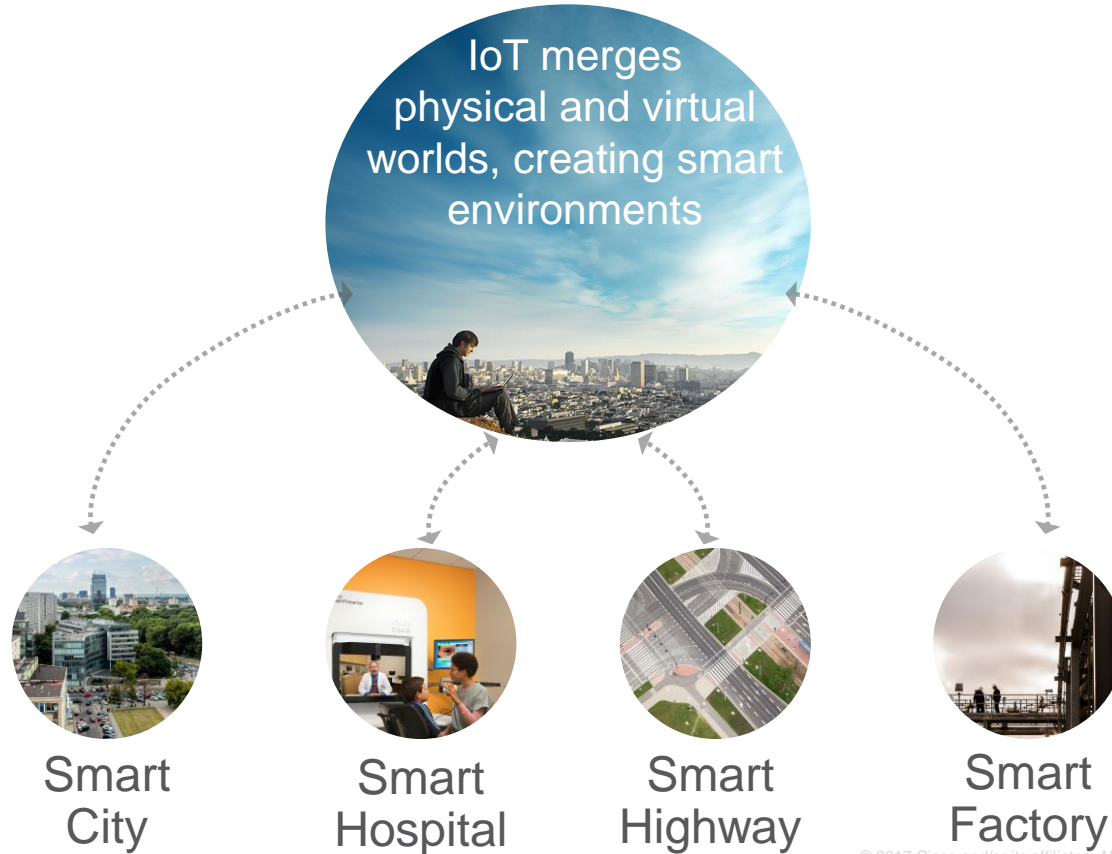 IoT merges
physical and virtual
worlds, creating smart
environments
Smart
City
Smart
Hospital
Smart
Highway
Smart
Factory